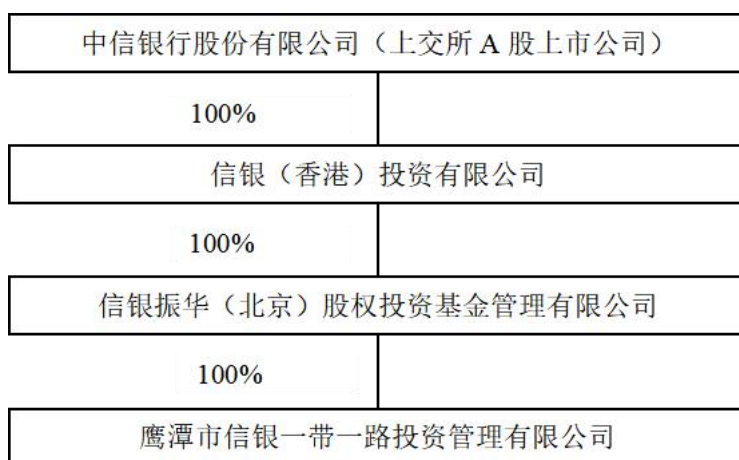 中信银行股份有限公司（上交所 A 股上市公司）
100%
信银（香港）投资有限公司
100%
信银振华（北京）股权投资基金管理有限公司
100%
鹰潭市信银一带一路投资管理有限公司